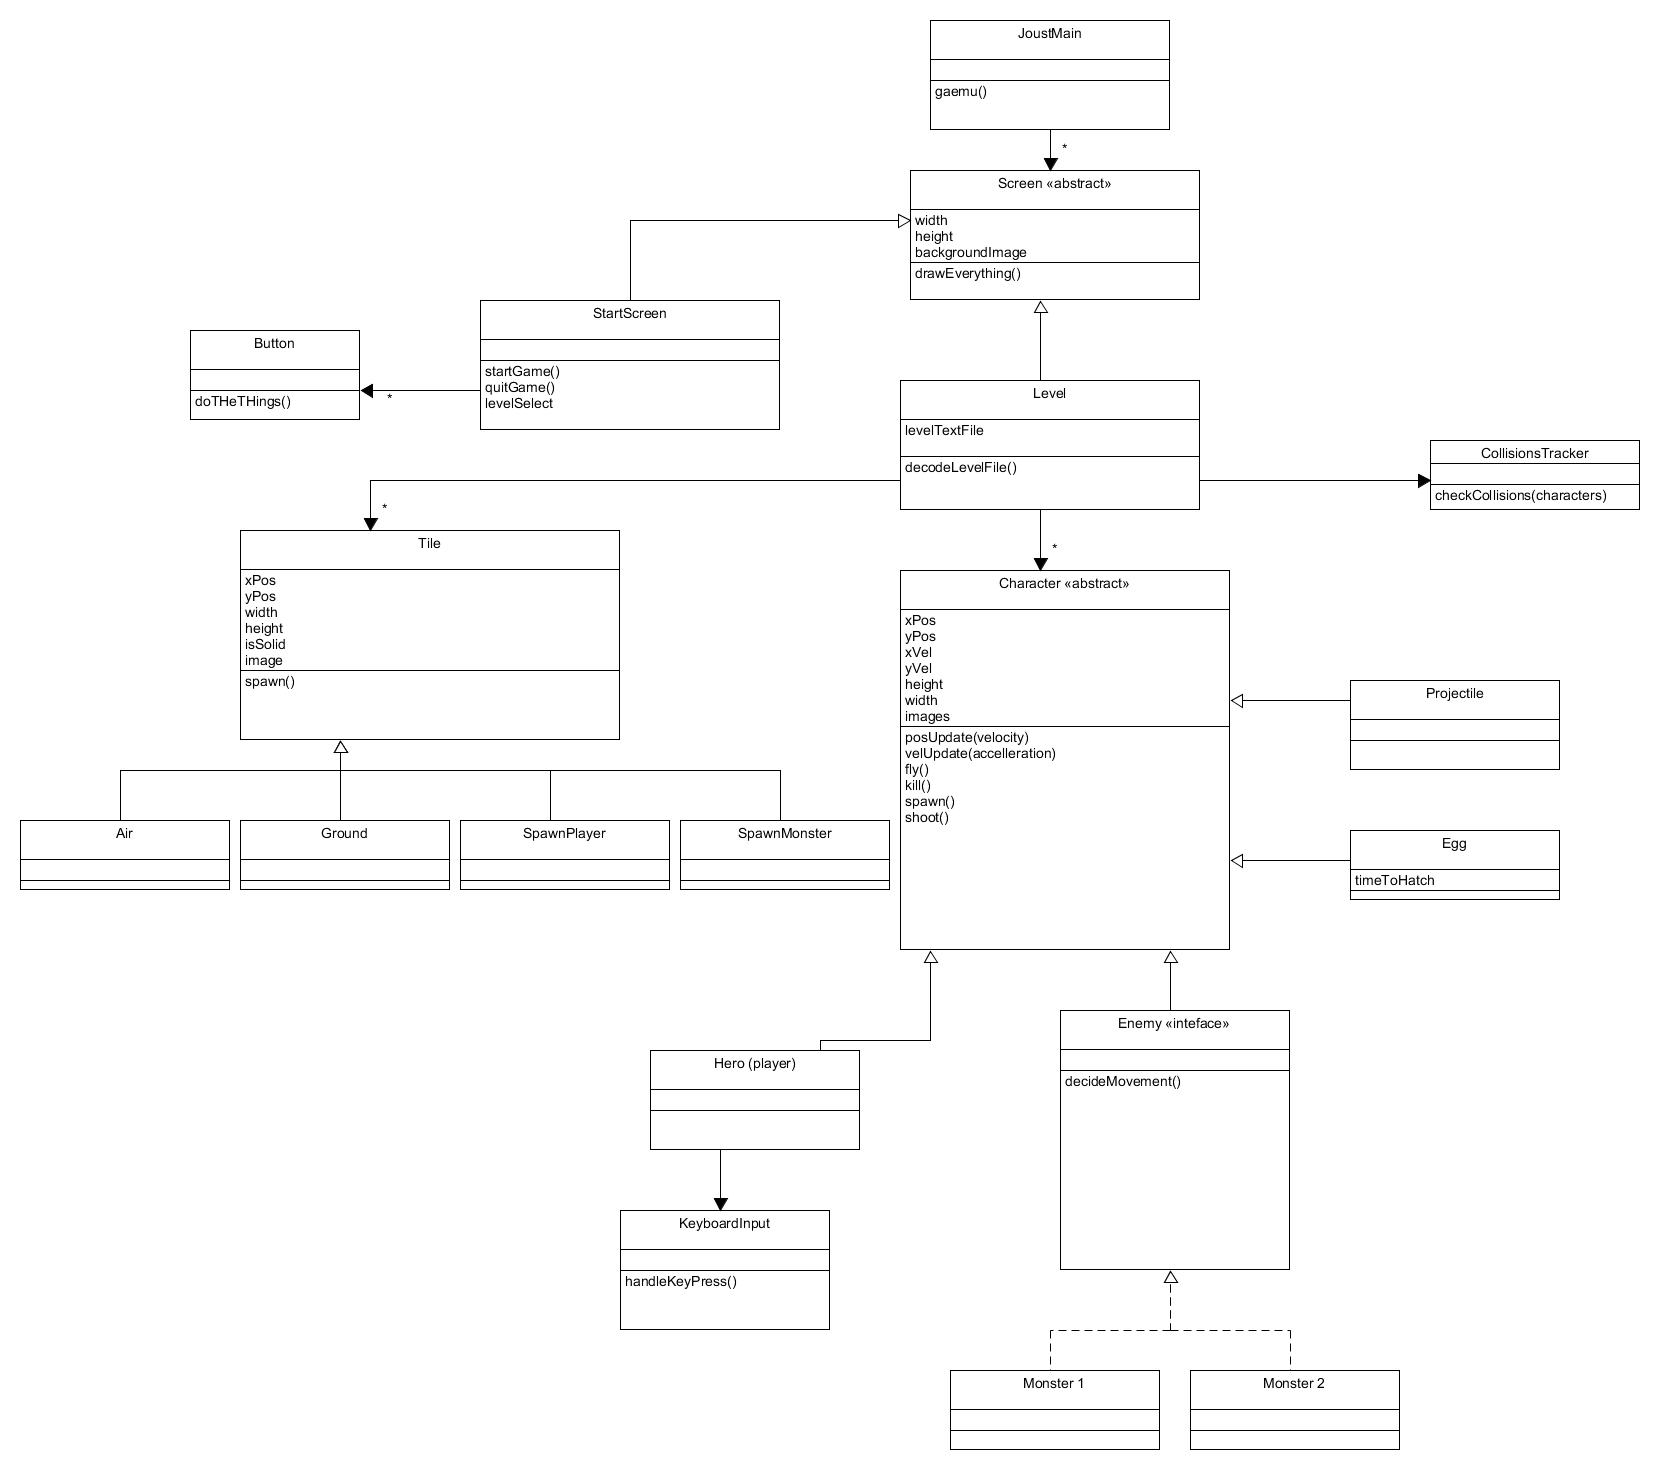 JoustMain
gaemu()
*
Screen «abstract»
width
height
backgroundImage
drawEverything()
StartScreen
startGame()
quitGame()
levelSelect
Button
doTHeTHings()
*
Level
levelTextFile
decodeLevelFile()
CollisionsTracker
checkCollisions(characters)
*
Tile
xPos
yPos
width
height
isSolid
image
spawn()
*
Character «abstract»
xPos
yPos
xVel
yVel
height
width
images
posUpdate(velocity)
velUpdate(accelleration)
fly()
kill()
spawn()
shoot()
Projectile
Air
Ground
SpawnPlayer
SpawnMonster
Egg
timeToHatch
Hero (player)
Enemy «inteface»
decideMovement()
KeyboardInput
handleKeyPress()
Monster 1
Monster 2